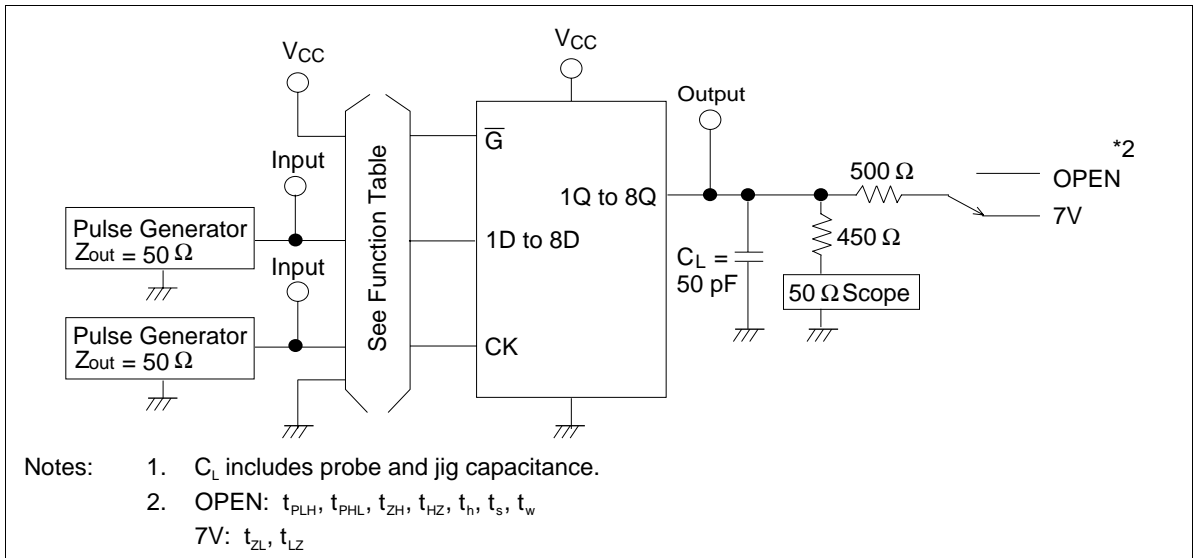 VCC
VCC
Output
*2
Input
See Function Table
G̅
500 Ω
OPEN
7V
Pulse Generator
Zout = 50 Ω
1Q to 8Q
1D to 8D
CL =
50 pF
450 Ω
50 Ω Scope
Input
Pulse Generator
Zout = 50 Ω
CK
Notes: 1. CL includes probe and jig capacitance.
2. OPEN: tPLH, tPHL, tZH, tHZ, th, ts, tw
7V: tZL, tLZ